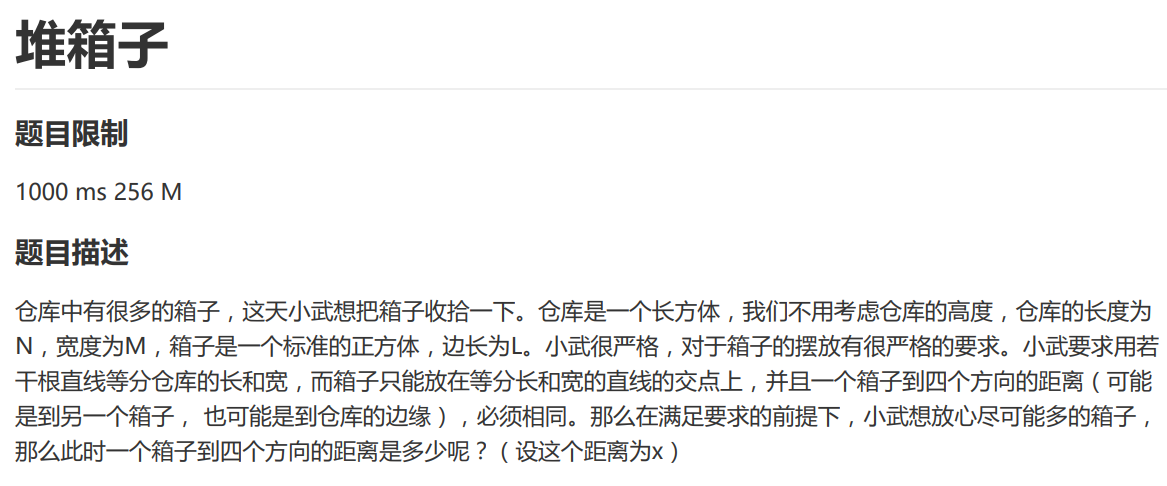 堆箱子
题目限制
1000 ms 256 M
题目描述
仓库中有很多的箱子，这天小武想把箱子收拾一下。仓库是一个长方体，我们不用考虑仓库的高度，仓库的长度为
N，宽度为M，箱子是一个标准的正方体，边长为L。小武很严格，对于箱子的摆放有很严格的要求。小武要求用若
干根直线等分仓库的长和宽，而箱子只能放在等分长和宽的直线的交点上，并且一个箱子到四个方向的距离（可能
是到另一个箱子， 也可能是到仓库的边缘），必须相同。那么在满足要求的前提下，小武想放心尽可能多的箱子，
那么此时一个箱子到四个方向的距离是多少呢？（设这个距离为x）